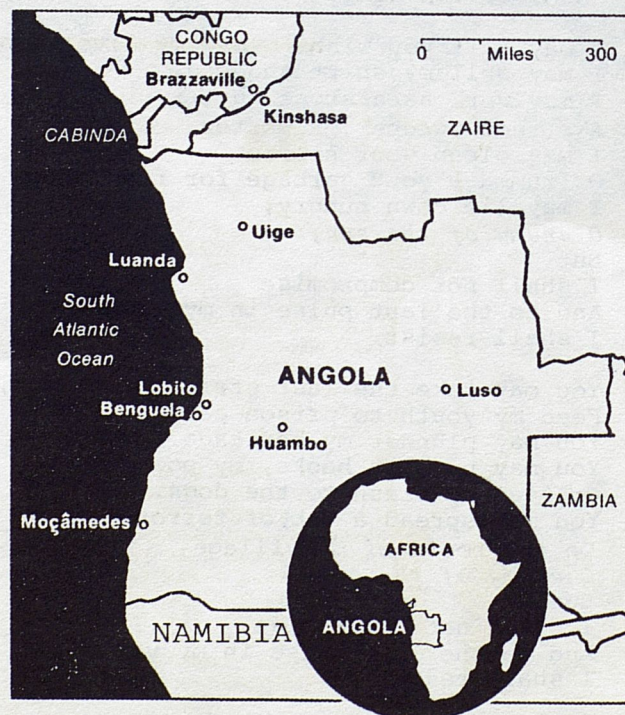 CONGO
REPUBLIC
Brazzaville
0 Miles 300
Kinshasa
CABINDA
ZAIRE
Uige
Luanda
South
Atlantic
Ocean
ANGOLA
Luso
Lobito
Benguela
Huambo
ZAMBIA
Moçâmedes
AFRICA
ANGOLA
NAMIBIA